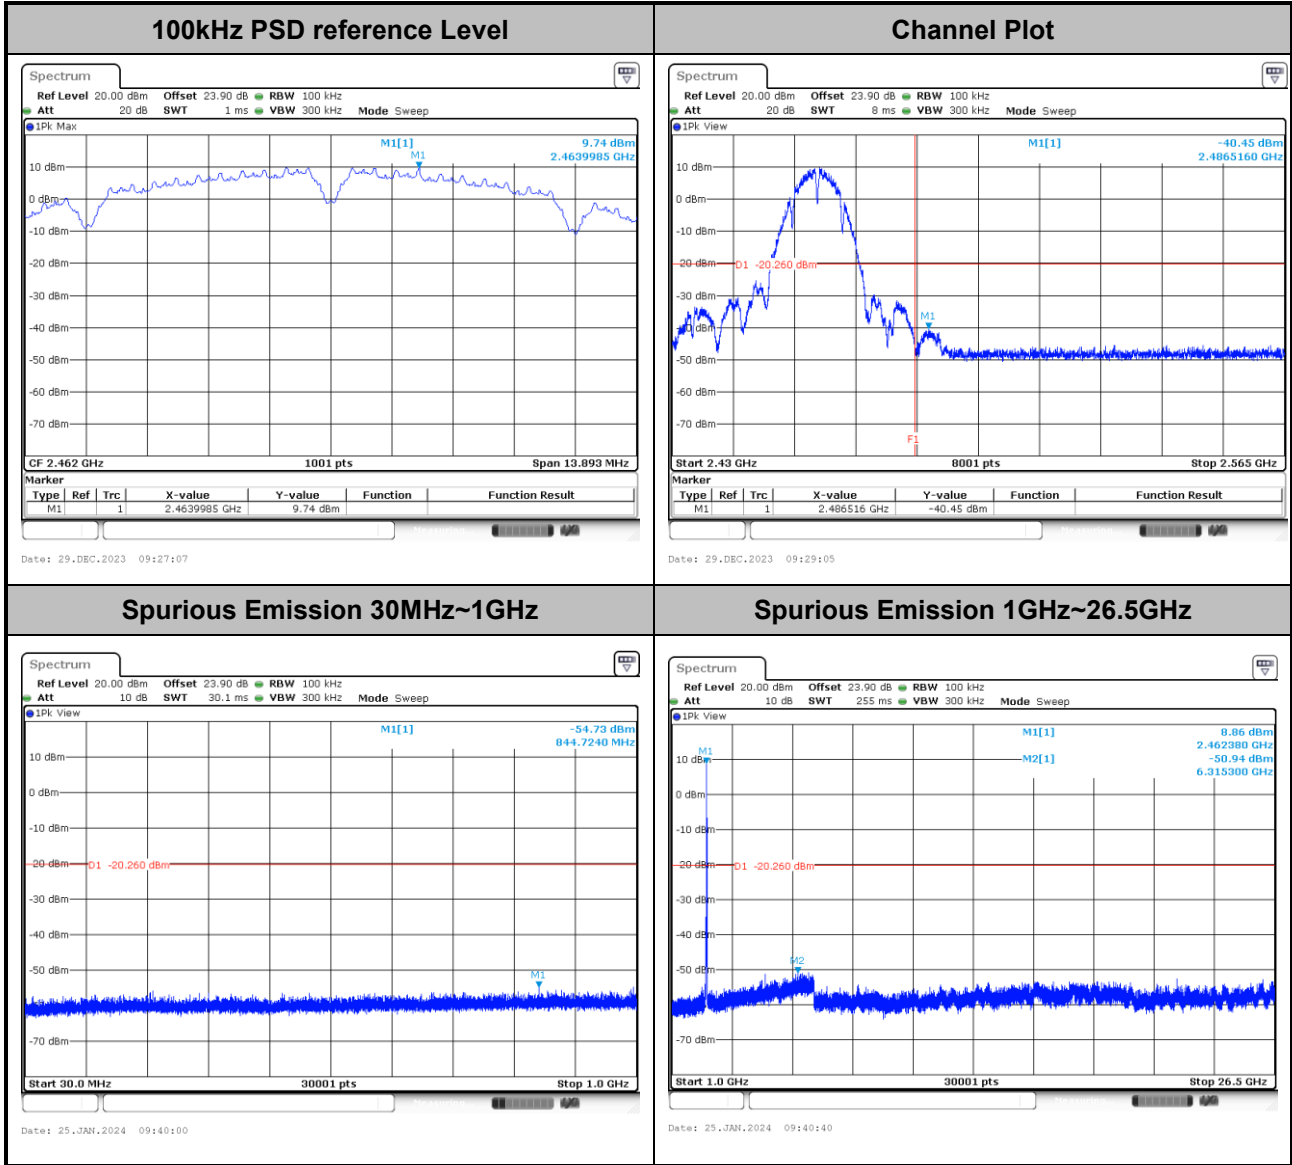 100kHz PSD reference Level
Channel Plot
Spectrum
Ref Level 20.00 dBm Offset 23.90 dB RBW 100 kHz
Att 20 dB SWT 1 ms VBW 300 kHz Mode Sweep
1Pk Max
M1[1] 9.74 dBm
2.4639985 GHz
M1
10 dBm
0 dBm
-10 dBm
-20 dBm
-30 dBm
-40 dBm
-50 dBm
-60 dBm
-70 dBm
CF 2.462 GHz 1001 pts Span 13.893 MHz
Marker
Type Ref Trc X-value Y-value Function Function Result
M1 1 2.4639985 GHz 9.74 dBm
Date: 29.DEC.2023 09:27:07
Spectrum
Ref Level 20.00 dBm Offset 23.90 dB RBW 100 kHz
Att 20 dB SWT 8 ms VBW 300 kHz Mode Sweep
1Pk View
M1[1] -40.45 dBm
2.4865160 GHz
10 dBm
0 dBm
-10 dBm
-20 dBm
D1 -20.260 dBm
-30 dBm
M1
-40 dBm
-50 dBm
-60 dBm
-70 dBm
F1
Start 2.43 GHz 8001 pts Stop 2.565 GHz
Marker
Type Ref Trc X-value Y-value Function Function Result
M1 1 2.486516 GHz -40.45 dBm
Date: 29.DEC.2023 09:29:05
Spurious Emission 30MHz~1GHz
Spurious Emission 1GHz~26.5GHz
Spectrum
Ref Level 20.00 dBm Offset 23.90 dB RBW 100 kHz
Att 10 dB SWT 30.1 ms VBW 300 kHz Mode Sweep
1Pk View
M1[1] -54.73 dBm
844.7240 MHz
10 dBm
0 dBm
-10 dBm
-20 dBm
D1 -20.260 dBm
-30 dBm
-40 dBm
-50 dBm
M1
-70 dBm
Start 30.0 MHz 30001 pts Stop 1.0 GHz
Date: 25.JAN.2024 09:40:00
Spectrum
Ref Level 20.00 dBm Offset 23.90 dB RBW 100 kHz
Att 10 dB SWT 255 ms VBW 300 kHz Mode Sweep
1Pk View
M1[1] 8.86 dBm
2.462380 GHz
M2[1] -50.94 dBm
6.315300 GHz
M1
10 dBm
0 dBm
-10 dBm
-20 dBm
D1 -20.260 dBm
-30 dBm
-40 dBm
M2
-50 dBm
-70 dBm
Start 1.0 GHz 30001 pts Stop 26.5 GHz
Date: 25.JAN.2024 09:40:40